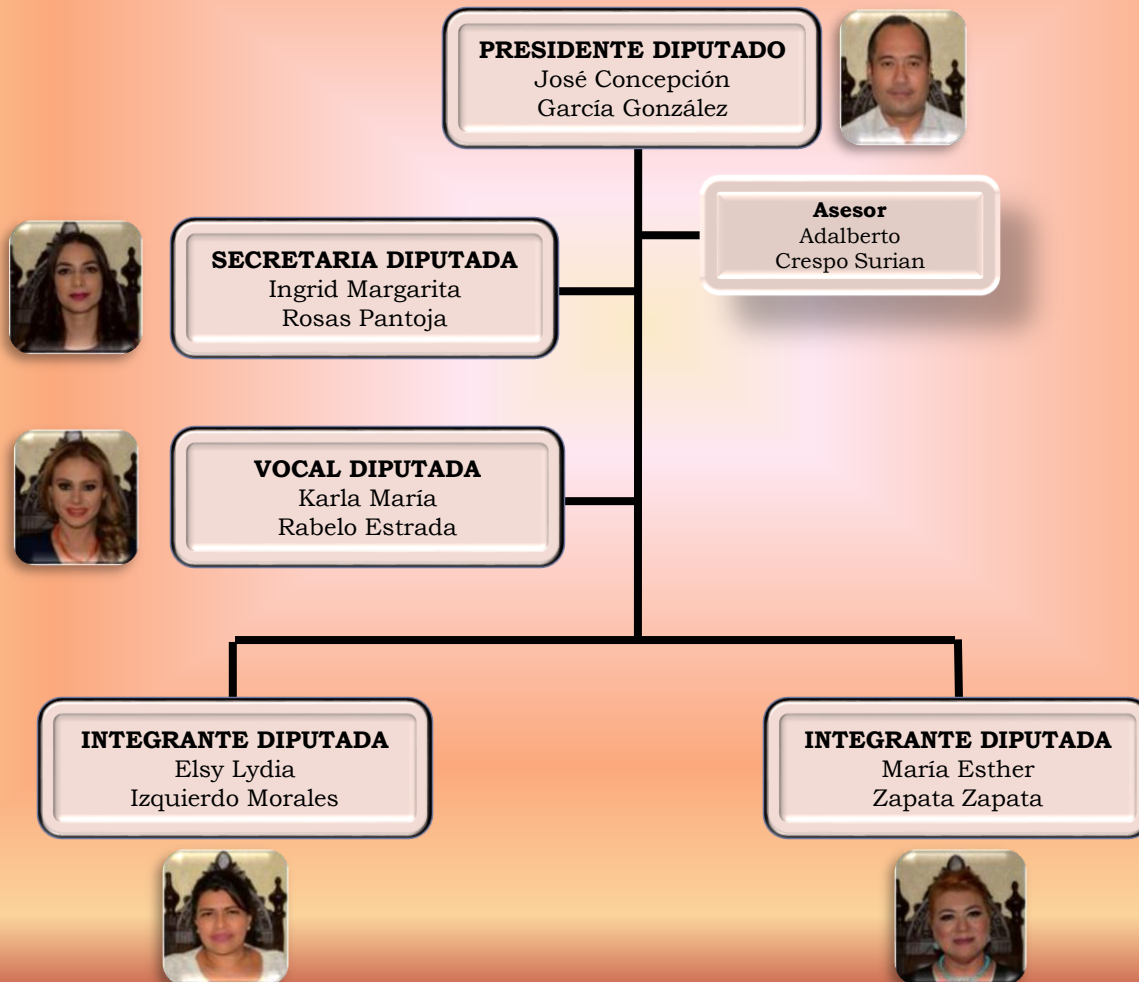 PRESIDENTE DIPUTADO
José Concepción
García González
Asesor
Adalberto
Crespo Surian
SECRETARIA DIPUTADA
Ingrid Margarita
Rosas Pantoja
VOCAL DIPUTADA
Karla María
Rabelo Estrada
INTEGRANTE DIPUTADA
Elsy Lydia
Izquierdo Morales
INTEGRANTE DIPUTADA
María Esther
Zapata Zapata